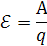 ℰ = A/q